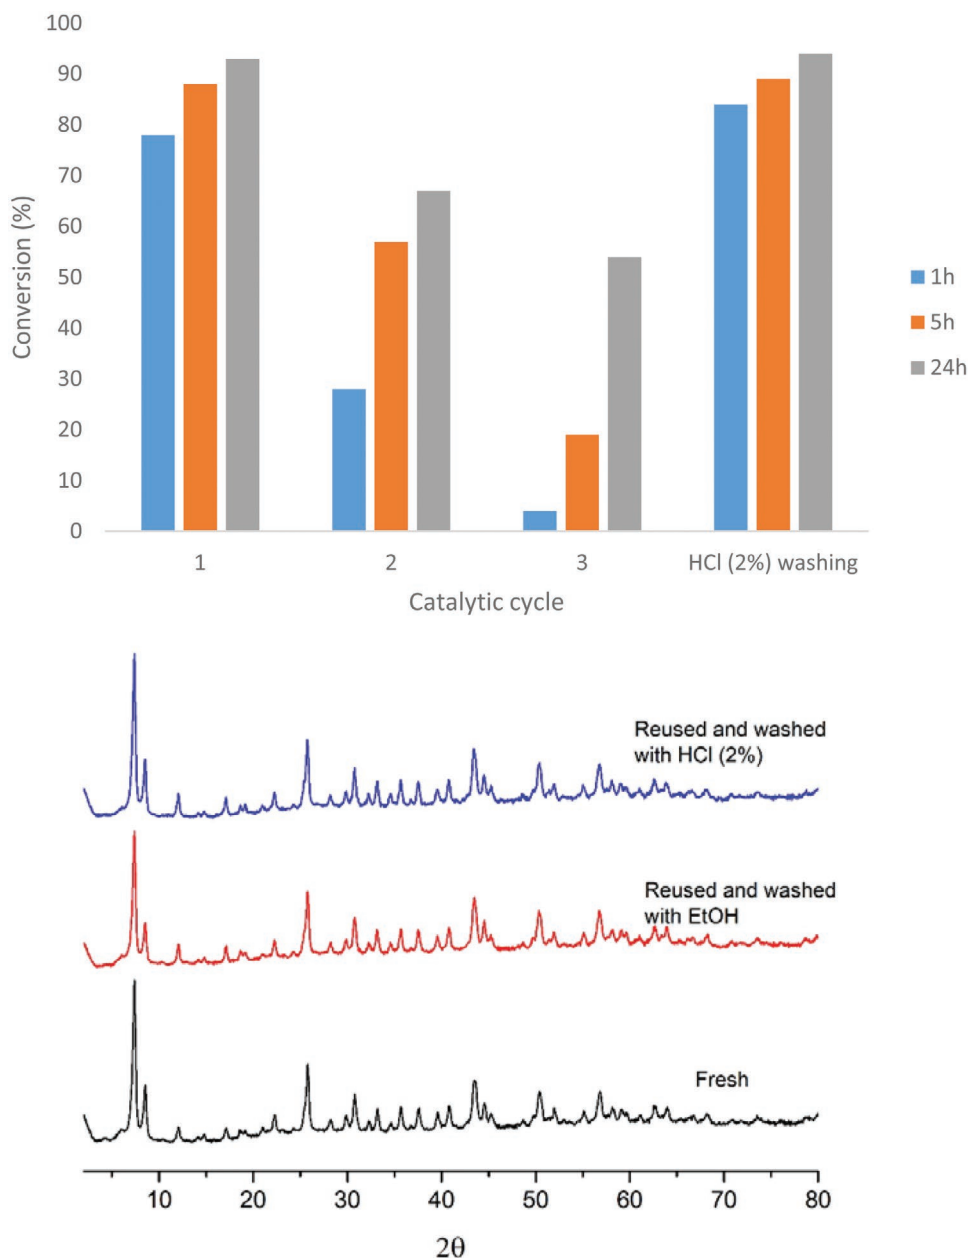 100
90
80
70
60
50
40
30
20
10
0
Conversion (%)
1 2 3 HCl (2%) washing
Catalytic cycle
1h
5h
24h
Reused and washed
with HCl (2%)
Reused and washed
with EtOH
Fresh
10 20 30 40 50 60 70 80
2θ